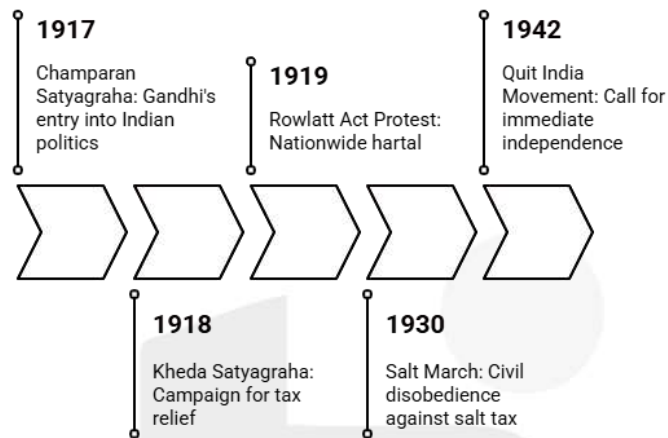 1917
Champaran
Satyagraha: Gandhi's
entry into Indian
politics
1918
Kheda Satyagraha:
Campaign for tax
relief
1919
Rowlatt Act Protest:
Nationwide hartal
1930
Salt March: Civil
disobedience
against salt tax
1942
Quit India
Movement: Call for
immediate
independence